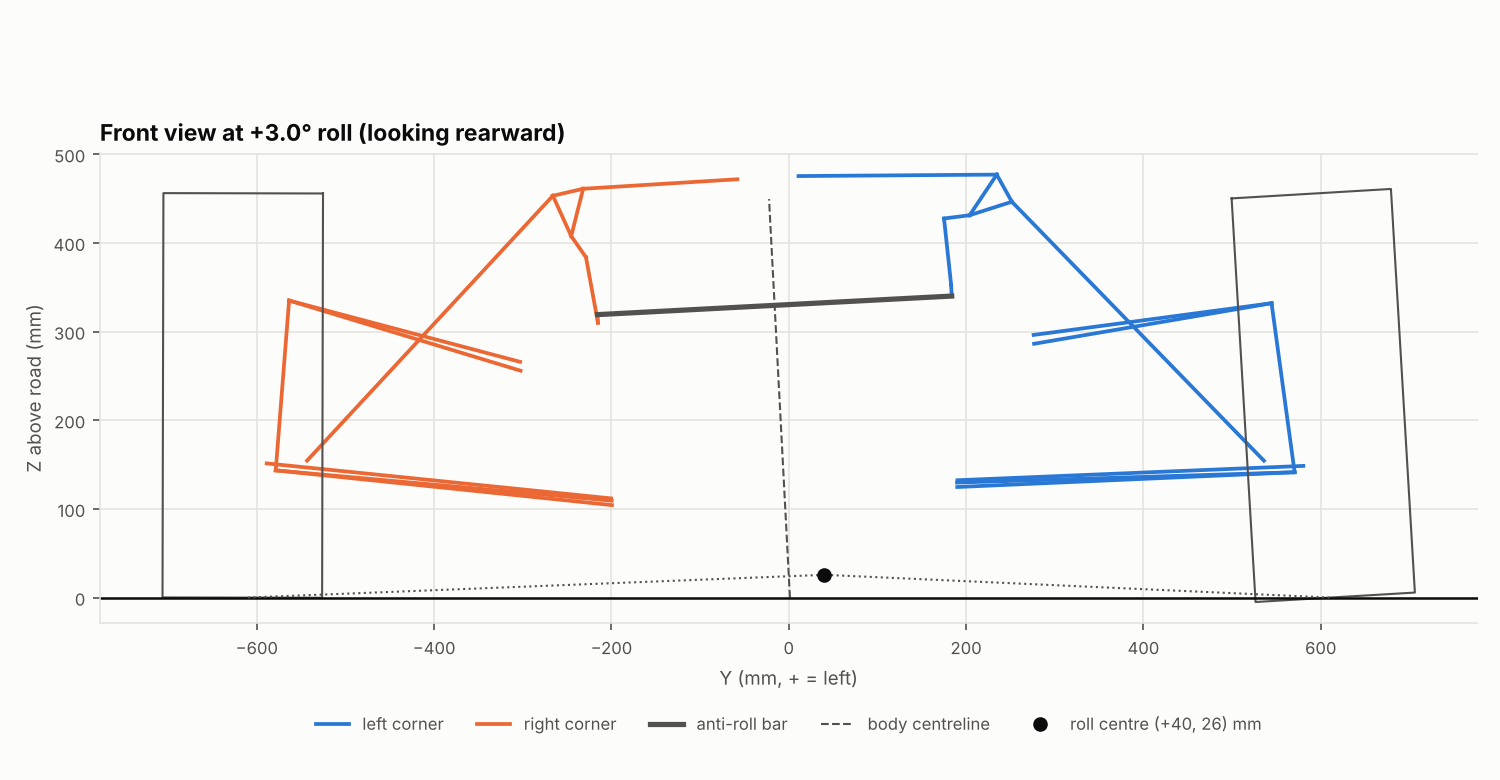 Front view at +3.0° roll (looking rearward)
500
400
300
200
100
0
Z above road (mm)
−600
−400
−200
0
200
400
600
Y (mm, + = left)
left corner
right corner
anti-roll bar
body centreline
roll centre (+40, 26) mm